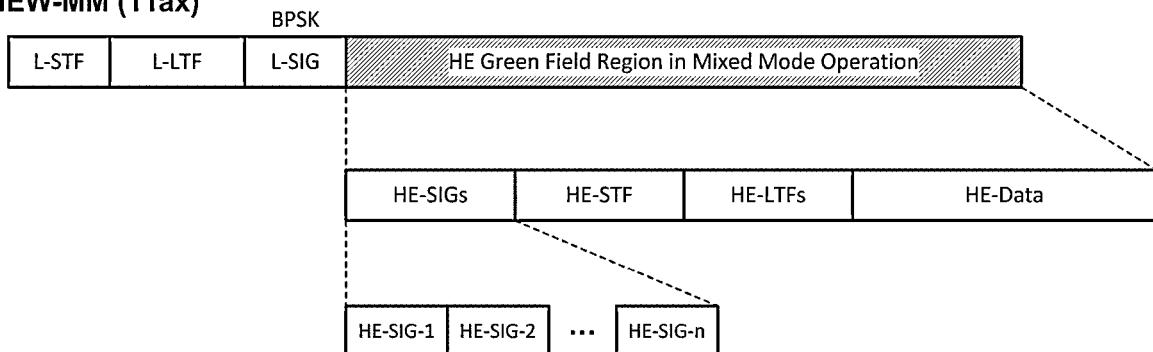 HEW-MM (11ax)
BPSK
L-STF L-LTF L-SIG HE Green Field Region in Mixed Mode Operation
HE-SIGs HE-STF HE-LTFs HE-Data
HE-SIG-1 HE-SIG-2 ... HE-SIG-n